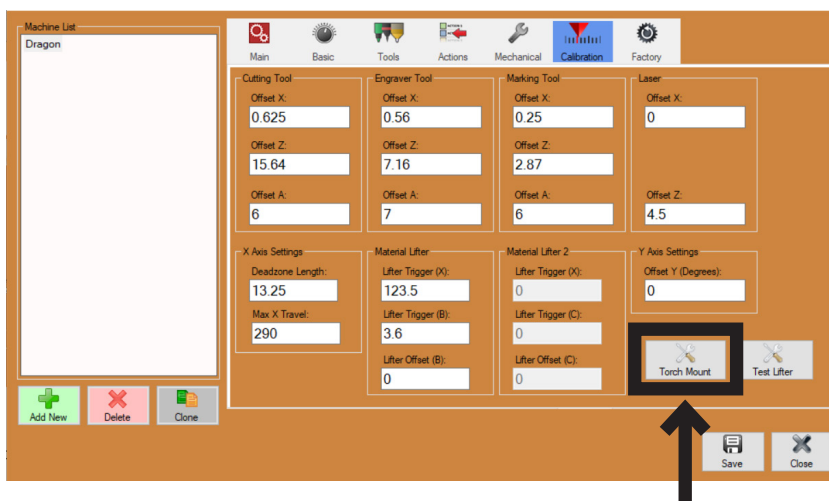 Machine List
Dragon
Main Basic Tools Actions Mechanical Calibration Factory
Cutting Tool Engraver Tool Marking Tool Laser
Offset X: Offset X: Offset X: Offset X:
0.625 0.56 0.25 0
Offset Z: Offset Z: Offset Z:
15.64 7.16 2.87
Offset A: Offset A: Offset A: Offset Z:
6 7 6 4.5
X Axis Settings Material Lifter Material Lifter 2 Y Axis Settings
Deadzone Length: Lifter Trigger (X): Lifter Trigger (X): Offset Y (Degrees):
13.25 123.5 0 0
Max X Travel: Lifter Trigger (B): Lifter Trigger (C):
290 3.6 0
Lifter Offset (B): Lifter Offset (C):
0 0
Torch Mount Test Lifter
Add New Delete Clone
Save Close